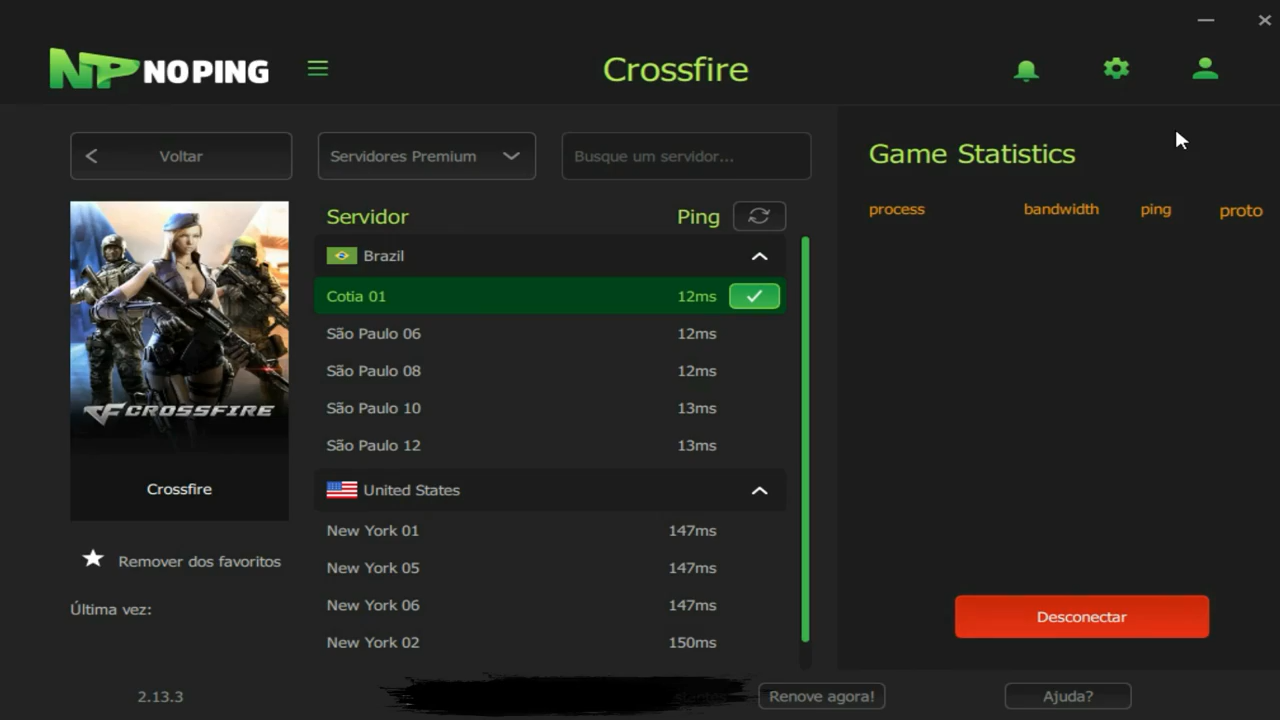 NP NOPING
Crossfire
Voltar
Servidores Premium
Busque um servidor...
Game Statistics
process bandwidth ping proto
Servidor Ping
Brazil
Cotia 01 12ms
São Paulo 06 12ms
São Paulo 08 12ms
São Paulo 10 13ms
São Paulo 12 13ms
United States
New York 01 147ms
New York 05 147ms
New York 06 147ms
New York 02 150ms
CF CROSSFIRE
Crossfire
Remover dos favoritos
Última vez:
Desconectar
2.13.3
Renove agora!
Ajuda?